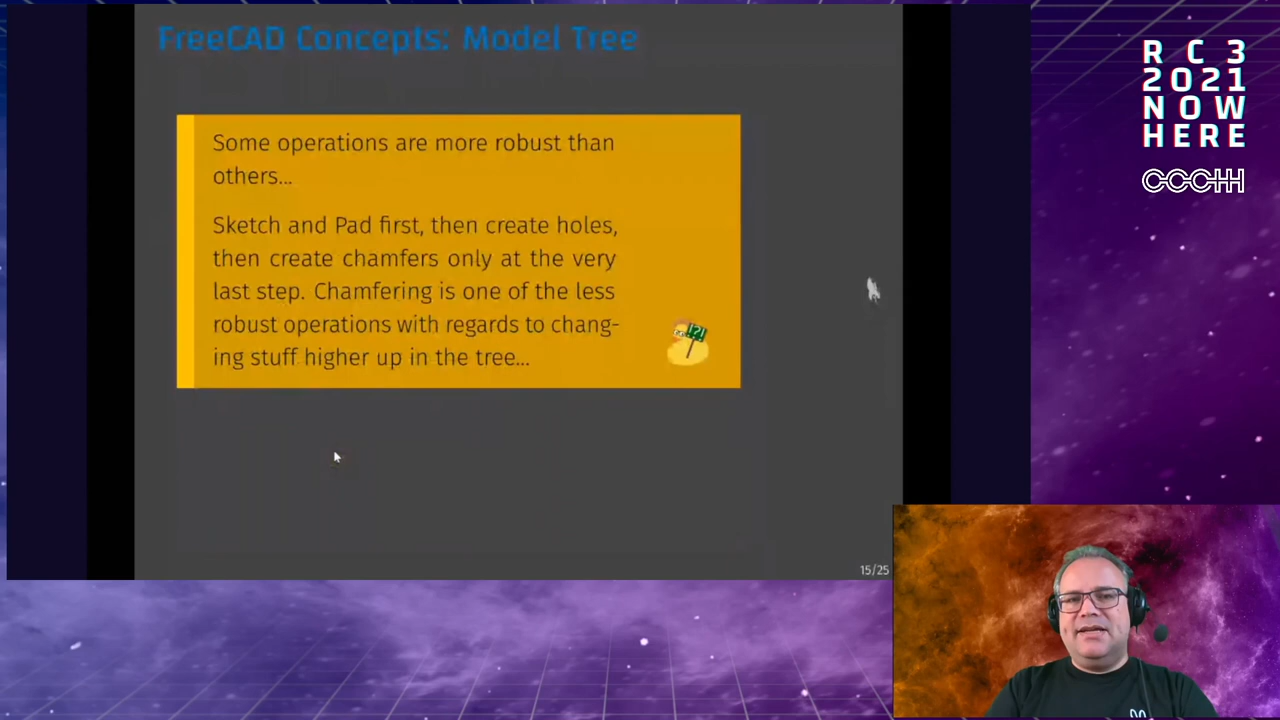 FreeCAD Concepts: Model Tree
Some operations are more robust than
others...
Sketch and Pad first, then create holes,
then create chamfers only at the very
last step. Chamfering is one of the less
robust operations with regards to chang-
ing stuff higher up in the tree...
!?!
15/25
R C 3
2021
NOW
HERE
CCCHH